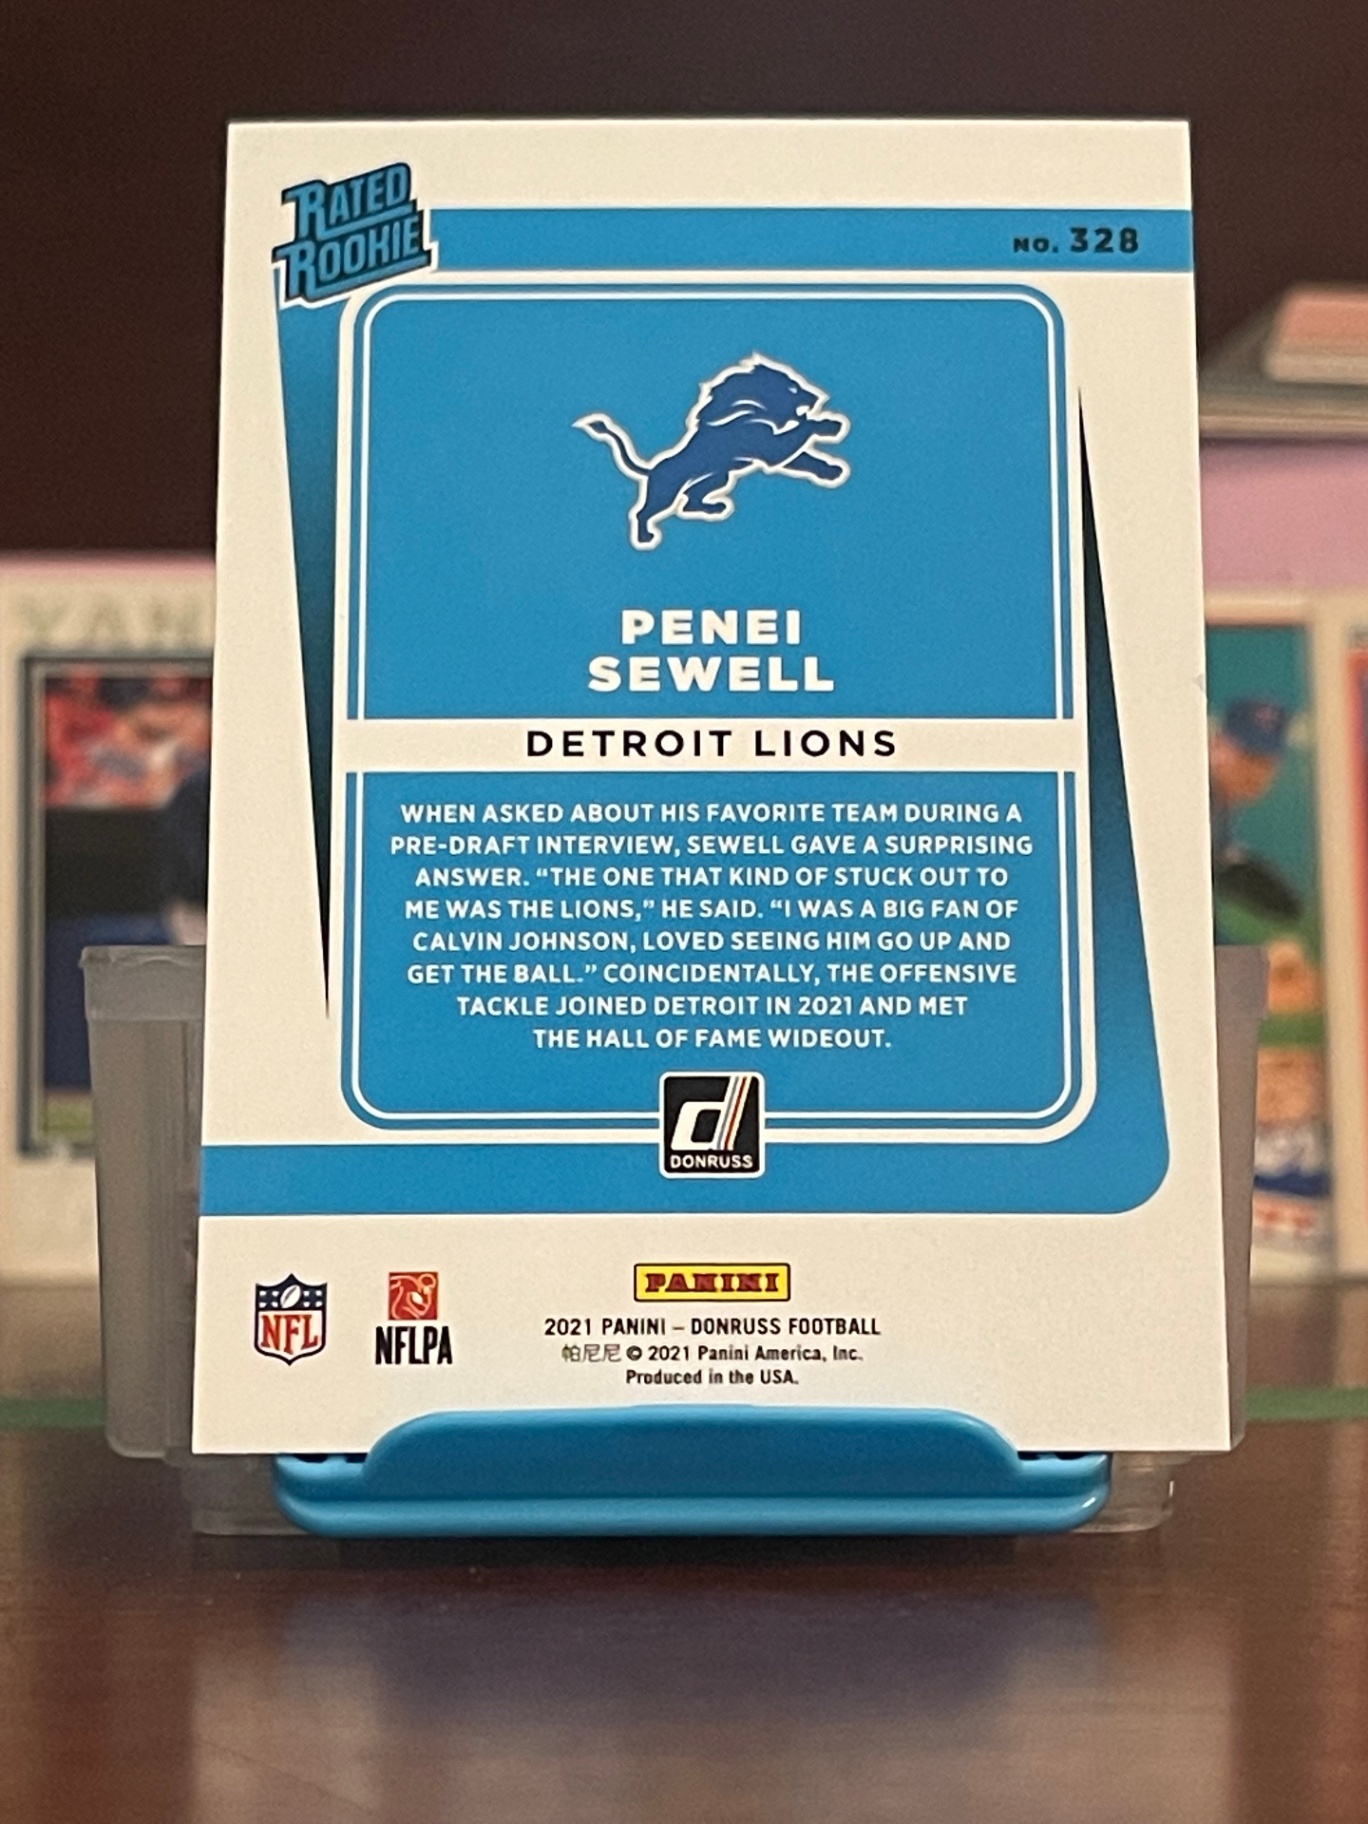 RATED
ROOKIE
NO. 328
PENEI
SEWELL
DETROIT LIONS
WHEN ASKED ABOUT HIS FAVORITE TEAM DURING A
PRE-DRAFT INTERVIEW, SEWELL GAVE A SURPRISING
ANSWER. “THE ONE THAT KIND OF STUCK OUT TO
ME WAS THE LIONS,” HE SAID. “I WAS A BIG FAN OF
CALVIN JOHNSON, LOVED SEEING HIM GO UP AND
GET THE BALL.” COINCIDENTALLY, THE OFFENSIVE
TACKLE JOINED DETROIT IN 2021 AND MET
THE HALL OF FAME WIDEOUT.
d
DONRUSS
NFL
NFLPA
PANINI
2021 PANINI – DONRUSS FOOTBALL
帕尼尼 © 2021 Panini America, Inc.
Produced in the USA.